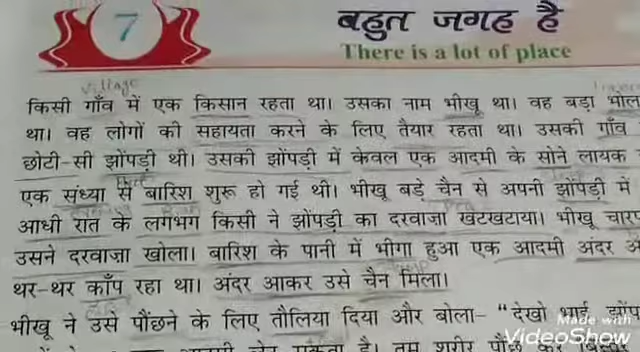 7
बहुत जगह है
There is a lot of place
Village
किसी गाँव में एक किसान रहता था। उसका नाम भीखू था। वह बड़ा
था। वह लोगों की सहायता करने के लिए तैयार रहता था। उसकी गाँव
छोटी-सी झोंपड़ी थी। उसकी झोंपड़ी में केवल एक आदमी के सोने लायक
एक संध्या से बारिश शुरू हो गई थी। भीखू बड़े चैन से अपनी झोंपड़ी में
आधी रात के लगभग किसी ने झोंपड़ी का दरवाज़ा खटखटाया। भीखू
उसने दरवाज़ा खोला। बारिश के पानी में भीगा हुआ एक आदमी अंदर
थर-थर काँप रहा था। अंदर आकर उसे चैन मिला।
भीखू ने उसे पौंछने के लिए तौलिया दिया और बोला- "देखो भाई
Made with
VideoShow